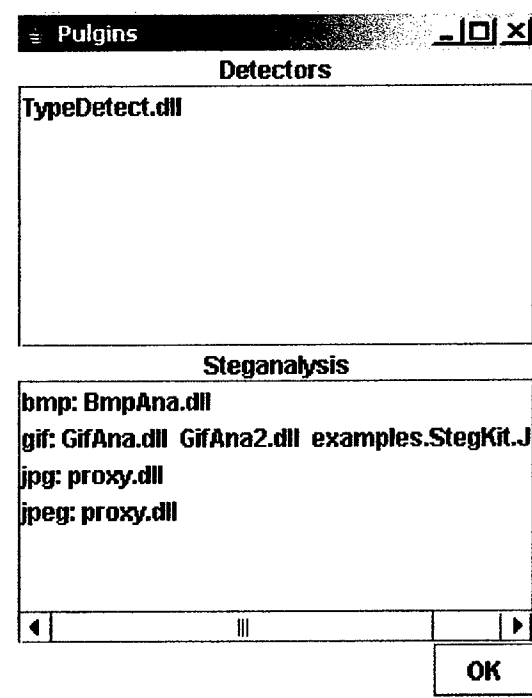 Pulgins
Detectors
TypeDetect.dll
Steganalysis
bmp: BmpAna.dll
gif: GifAna.dll GifAna2.dll examples.StegKit.J
jpg: proxy.dll
jpeg: proxy.dll
OK